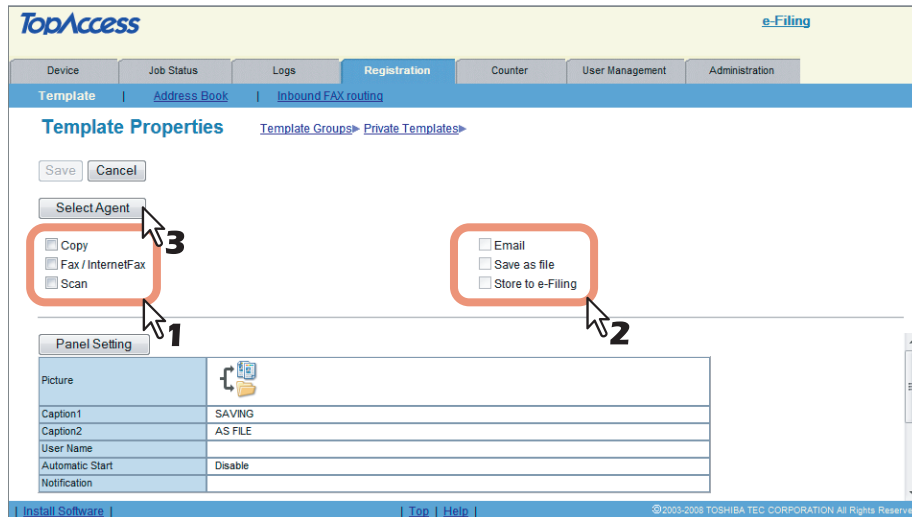 TopAccess
e-Filing
Device Job Status Logs Registration Counter User Management Administration
Template | Address Book | Inbound FAX routing
Template Properties Template Groups Private Templates
Save Cancel
Select Agent
3
Copy Email
Fax / InternetFax Save as file
Scan Store to e-Filing
1 2
Panel Setting
Picture
Caption1 SAVING
Caption2 AS FILE
User Name
Automatic Start Disable
Notification
| Install Software | | Top | Help | ©2003-2008 TOSHIBA TEC CORPORATION All Rights Reserve